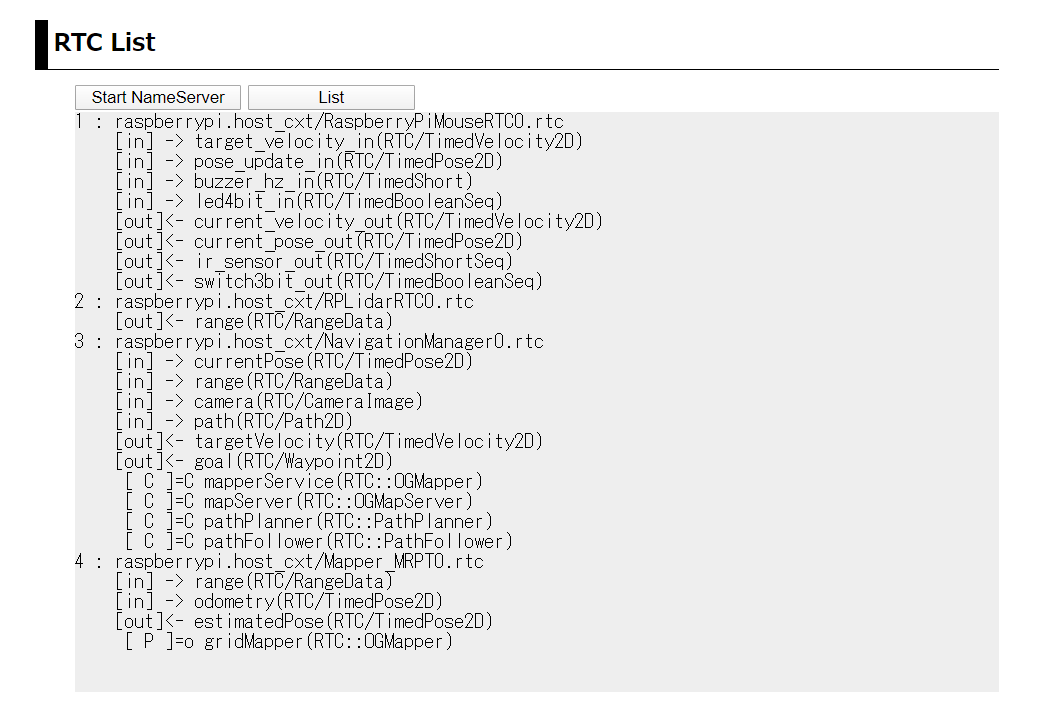 RTC List
Start NameServer List
1 : raspberrypi.host_cxt/RaspberryPiMouseRTC0.rtc
[in] -> target_velocity_in(RTC/TimedVelocity2D)
[in] -> pose_update_in(RTC/TimedPose2D)
[in] -> buzzer_hz_in(RTC/TimedShort)
[in] -> led4bit_in(RTC/TimedBooleanSeq)
[out]<- current_velocity_out(RTC/TimedVelocity2D)
[out]<- current_pose_out(RTC/TimedPose2D)
[out]<- ir_sensor_out(RTC/TimedShortSeq)
[out]<- switch3bit_out(RTC/TimedBooleanSeq)
2 : raspberrypi.host_cxt/RPLidarRTC0.rtc
[out]<- range(RTC/RangeData)
3 : raspberrypi.host_cxt/NavigationManager0.rtc
[in] -> currentPose(RTC/TimedPose2D)
[in] -> range(RTC/RangeData)
[in] -> camera(RTC/CameraImage)
[in] -> path(RTC/Path2D)
[out]<- targetVelocity(RTC/TimedVelocity2D)
[out]<- goal(RTC/Waypoint2D)
[ C ]=C mapperService(RTC::OGMapper)
[ C ]=C mapServer(RTC::OGMapServer)
[ C ]=C pathPlanner(RTC::PathPlanner)
[ C ]=C pathFollower(RTC::PathFollower)
4 : raspberrypi.host_cxt/Mapper_MRPT0.rtc
[in] -> range(RTC/RangeData)
[in] -> odometry(RTC/TimedPose2D)
[out]<- estimatedPose(RTC/TimedPose2D)
[ P ]=o gridMapper(RTC::OGMapper)